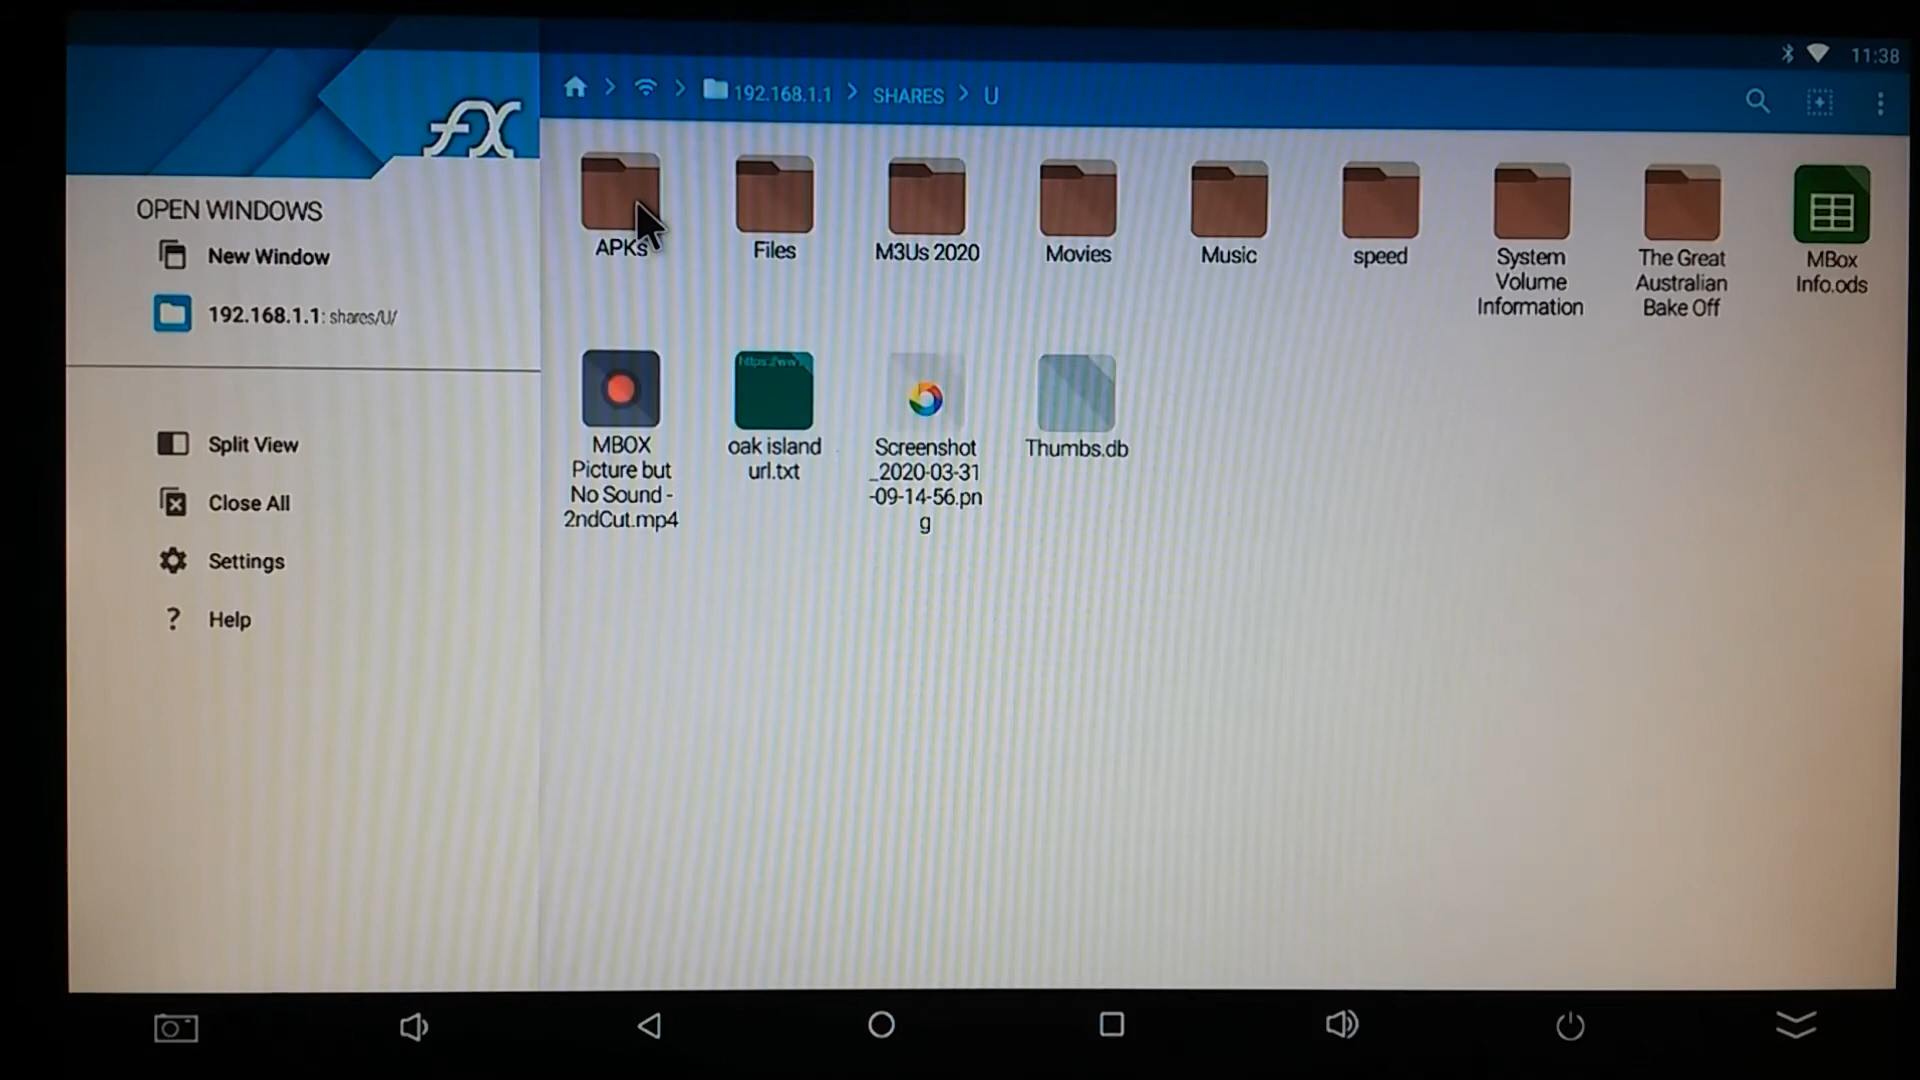 fX
192.168.1.1 SHARES U
11:38
OPEN WINDOWS
New Window
192.168.1.1: shares/U/
Split View
Close All
Settings
? Help
APKs
Files
M3Us 2020
Movies
Music
speed
System
Volume
Information
The Great
Australian
Bake Off
MBox
Info.ods
MBOX
Picture but
No Sound -
2ndCut.mp4
https://ww
oak island
url.txt
Screenshot
_2020-03-31
-09-14-56.pn
g
Thumbs.db